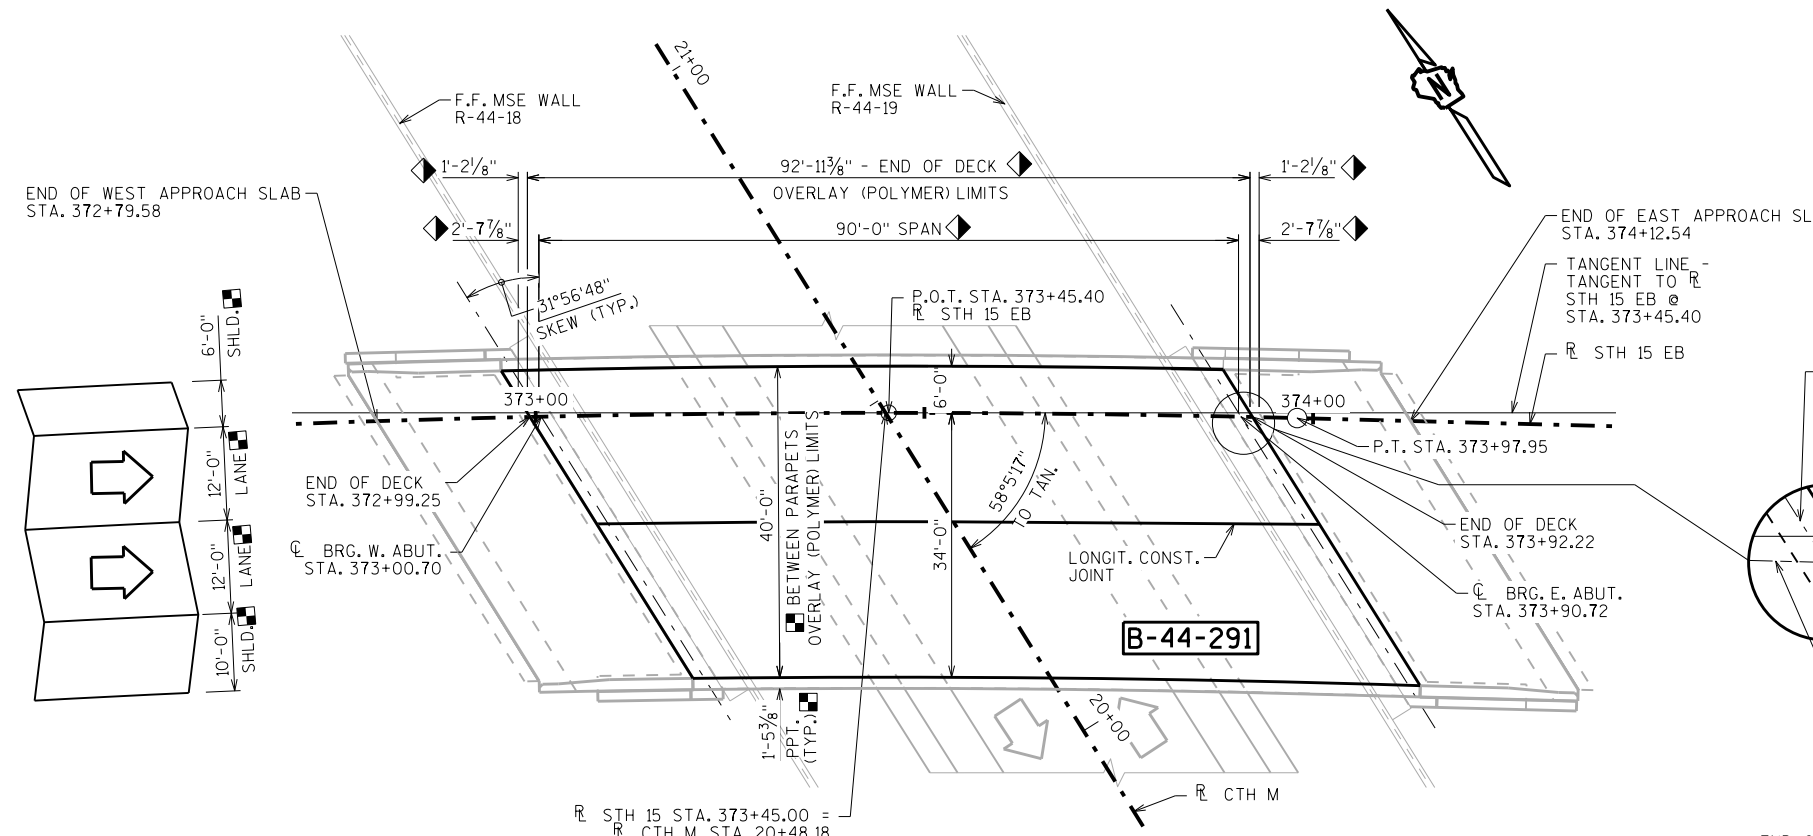 21+00
F.F. MSE WALL
R-44-18
F.F. MSE WALL
R-44-19
N
1'-2⅛"
92'-11⅜" - END OF DECK
1'-2⅛"
OVERLAY (POLYMER) LIMITS
END OF WEST APPROACH SLAB
STA. 372+79.58
2'-7⅞"
90'-0" SPAN
2'-7⅞"
END OF EAST APPROACH SL
STA. 374+12.54
TANGENT LINE -
TANGENT TO RL
STH 15 EB @
STA. 373+45.40
RL STH 15 EB
31°56'48"
SKEW (TYP.)
P.O.T. STA. 373+45.40
RL STH 15 EB
6'-0"
SHLD.
12'-0"
LANE
12'-0"
LANE
10'-0"
SHLD.
373+00
6'-0"
374+00
P.T. STA. 373+97.95
END OF DECK
STA. 372+99.25
CL BRG. W. ABUT.
STA. 373+00.70
40'-0"
BETWEEN PARAPETS
OVERLAY (POLYMER) LIMITS
34'-0"
58°5'17"
TO TAN.
LONGIT. CONST.
JOINT
END OF DECK
STA. 373+92.22
CL BRG. E. ABUT.
STA. 373+90.72
B-44-291
1'-5⅜"
PPT.
(TYP.)
20+00
RL CTH M
RL STH 15 STA. 373+45.00 =
RL CTH M STA. 20+48.18